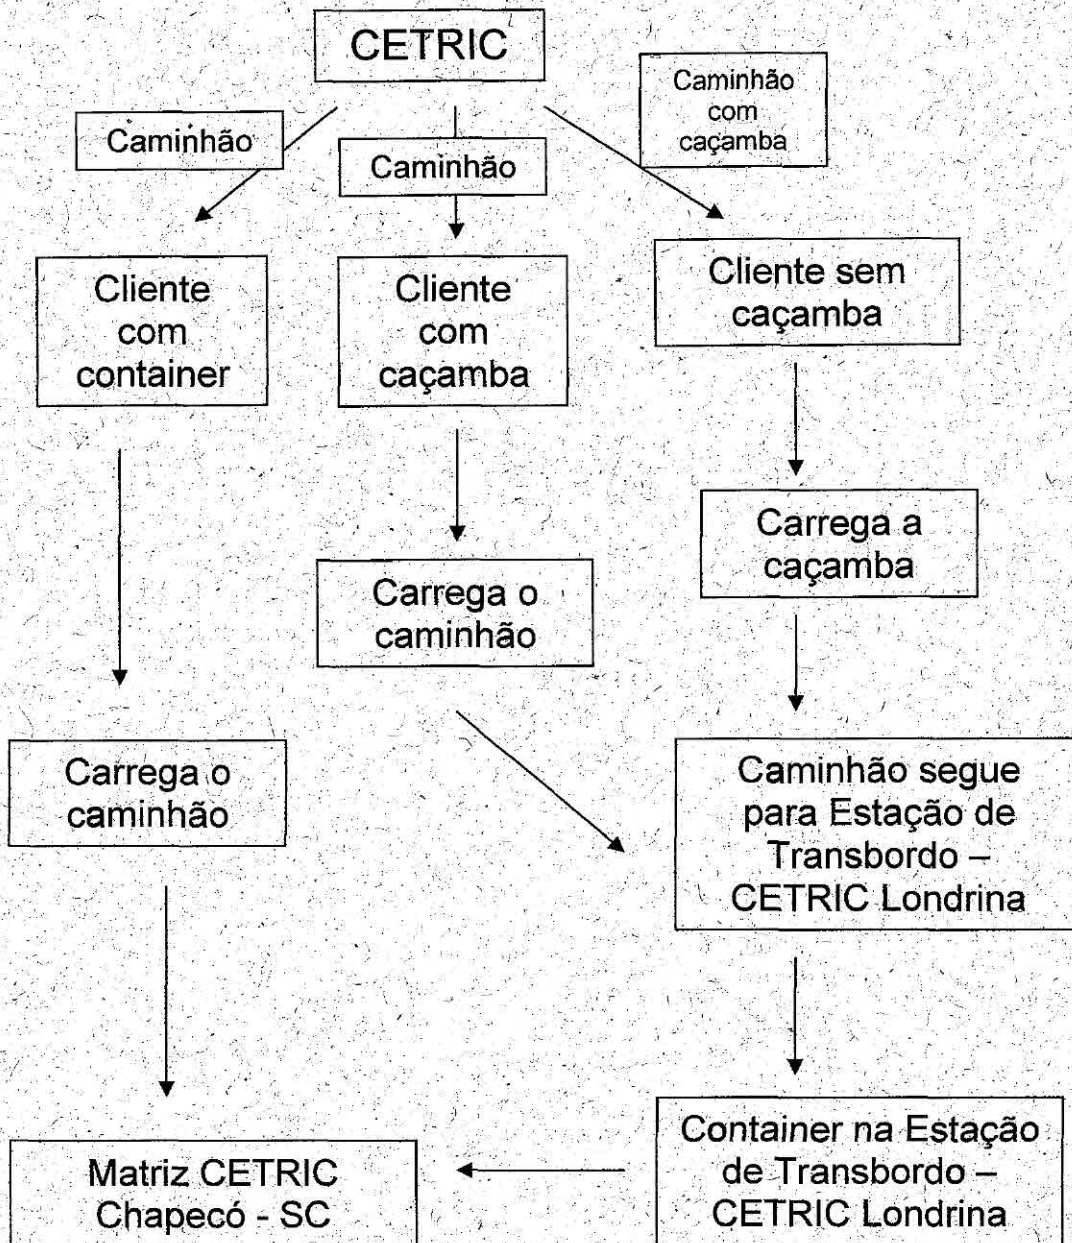 CETRIC
Caminhão
Caminhão
Caminhão
com
caçamba
Cliente
com
container
Cliente
com
caçamba
Cliente sem
caçamba
Carrega a
caçamba
Carrega o
caminhão
Carrega o
caminhão
Caminhão segue
para Estação de
Transbordo –
CETRIC Londrina
Container na Estação
de Transbordo –
CETRIC Londrina
Matriz CETRIC
Chapecó - SC